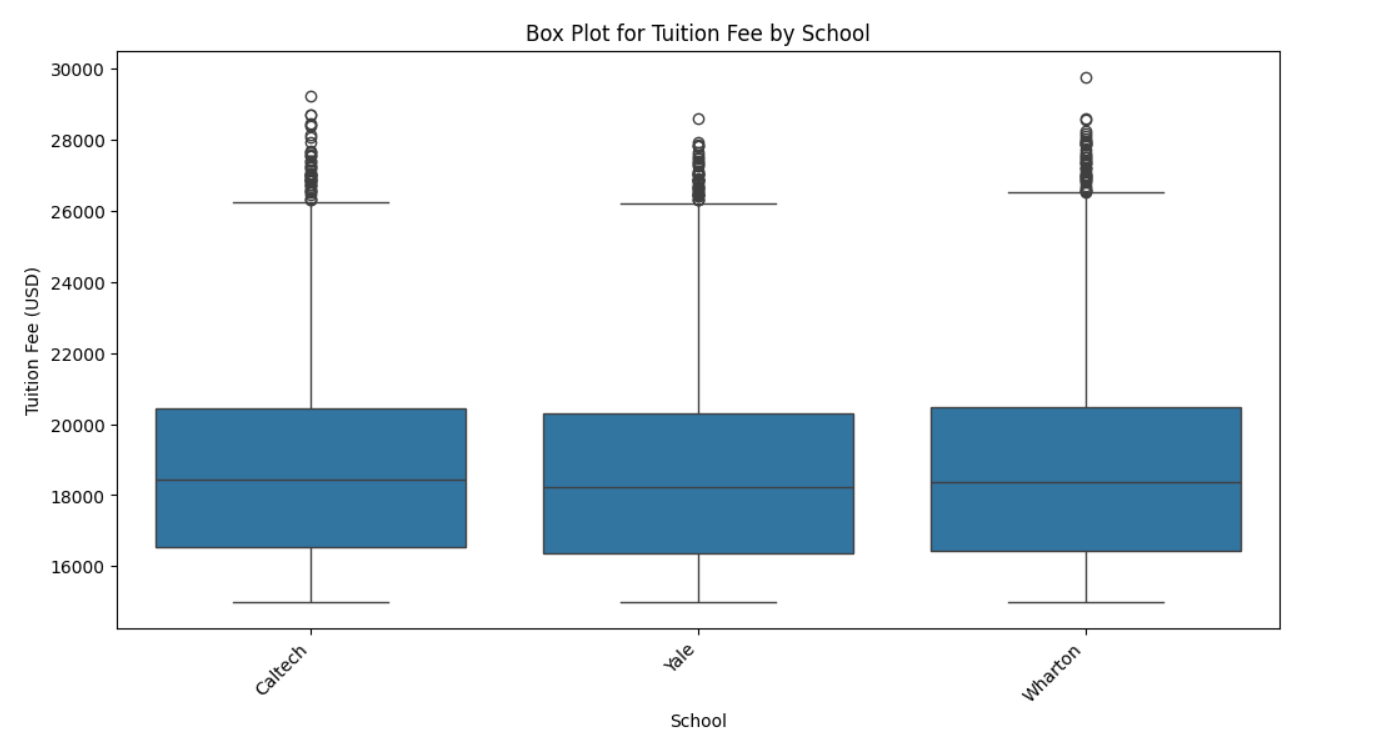 Box Plot for Tuition Fee by School
30000
28000
26000
24000
22000
20000
18000
16000
Tuition Fee (USD)
Caltech
Yale
Wharton
School